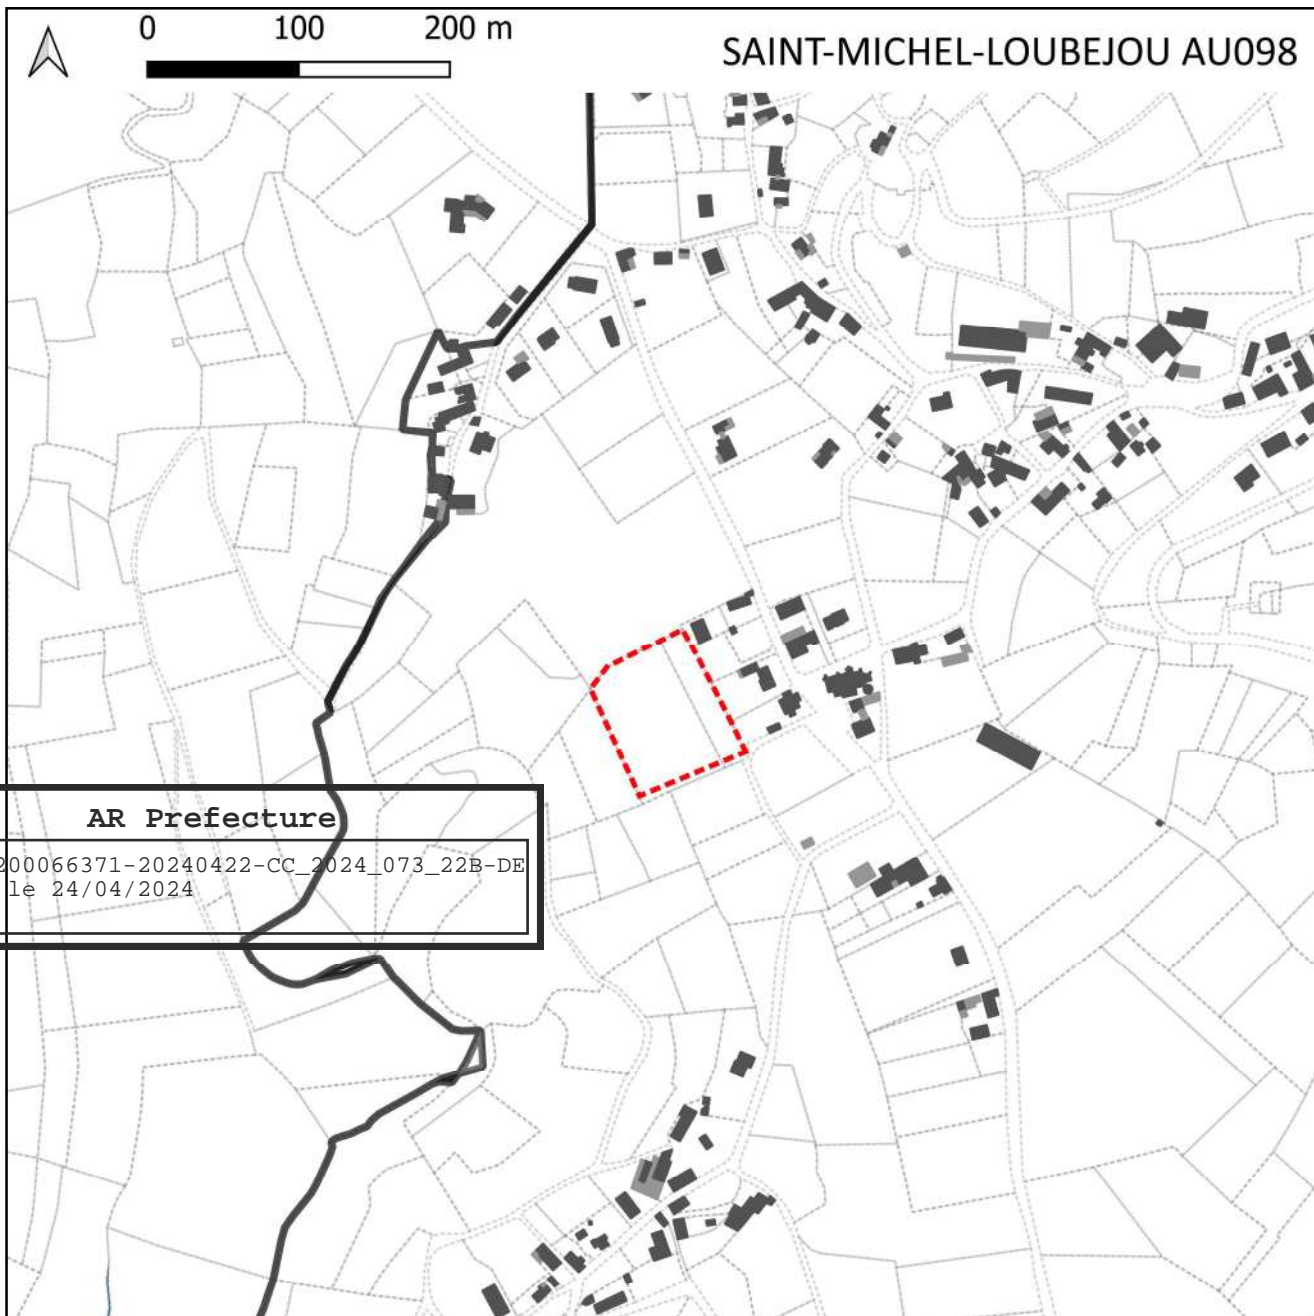 0 100 200 m
SAINT-MICHEL-LOUBEJOU AU098
AR Prefecture
200066371-20240422-CC_2024_073_22B-DE
le 24/04/2024